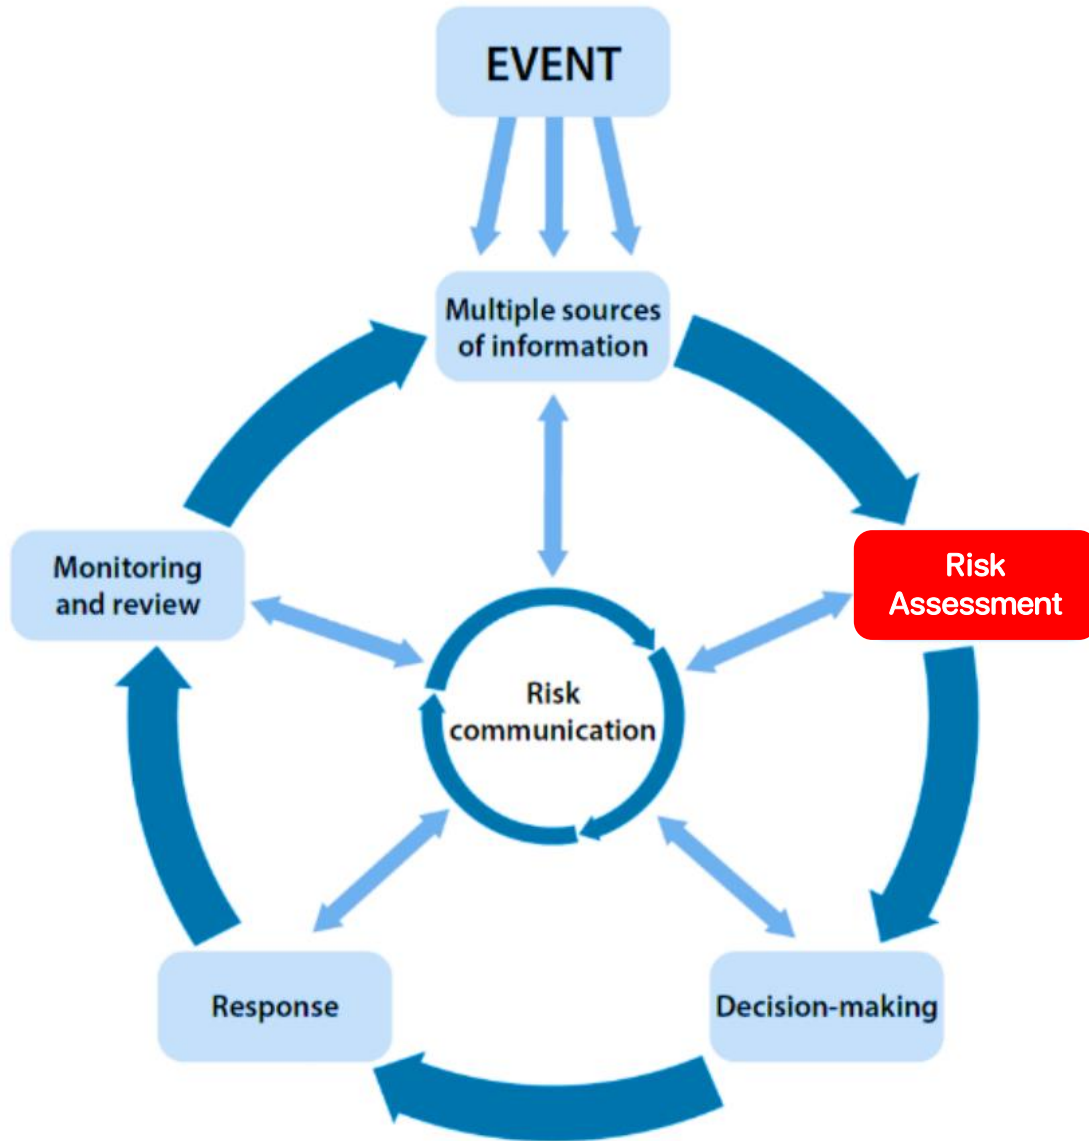 EVENT
Multiple sources
of information
Monitoring
and review
Risk
Assessment
Risk
communication
Response
Decision-making